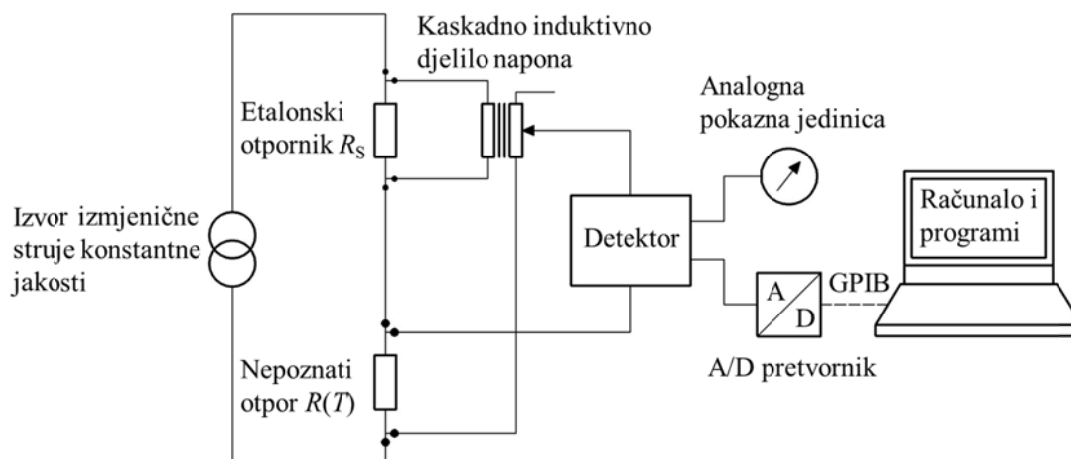 Kaskadno induktivno
djelilo napona
Etalonski
otpornik R_S
Analogna
pokazna jedinica
Izvor izmjenične
struje konstantne
jakosti
Detektor
Računalo i
programi
A
D
GPIB
A/D pretvornik
Nepoznati
otpor R(T)